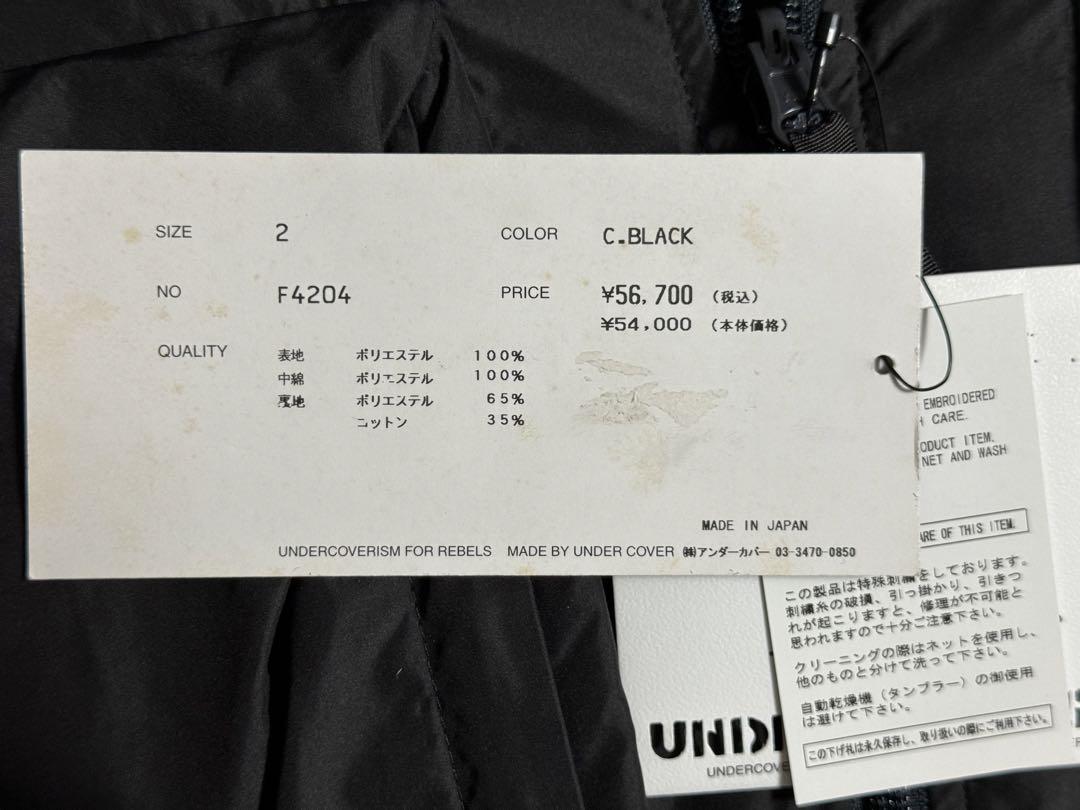 SIZE 2 COLOR C.BLACK
NO F4204 PRICE ¥56,700 (税込)
¥54,000 (本体価格)
QUALITY 表地 ポリエステル 100%
中綿 ポリエステル 100%
裏地 ポリエステル 65%
コットン 35%
MADE IN JAPAN
UNDERCOVERISM FOR REBELS MADE BY UNDER COVER ㈱アンダーカバー 03-3470-0850
EMBROIDERED
CARE.
ITEM.
NET AND WASH
OF THIS ITEM.
この製品は特殊刺繍をしております。
刺繍糸の破損、引っ掛かり、引きつ
れが起こりますと、修理が不可能と
思われますので十分ご注意下さい。
クリーニングの際はネットを使用し、
他のものと分けて洗って下さい。
自動乾燥機(タンブラー)の御使用
は避けて下さい。
この下げ札は永久保存し、取り扱いの際にご利用下さい。